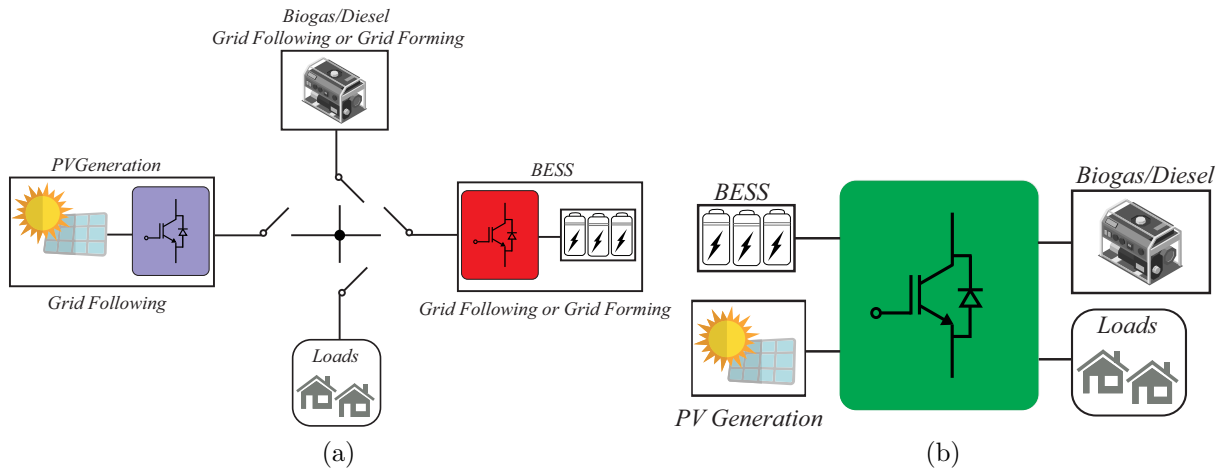 Biogas/Diesel
Grid Following or Grid Forming
PVGeneration
BESS
Grid Following
Grid Following or Grid Forming
Loads
(a)
BESS
Biogas/Diesel
PV Generation
Loads
(b)